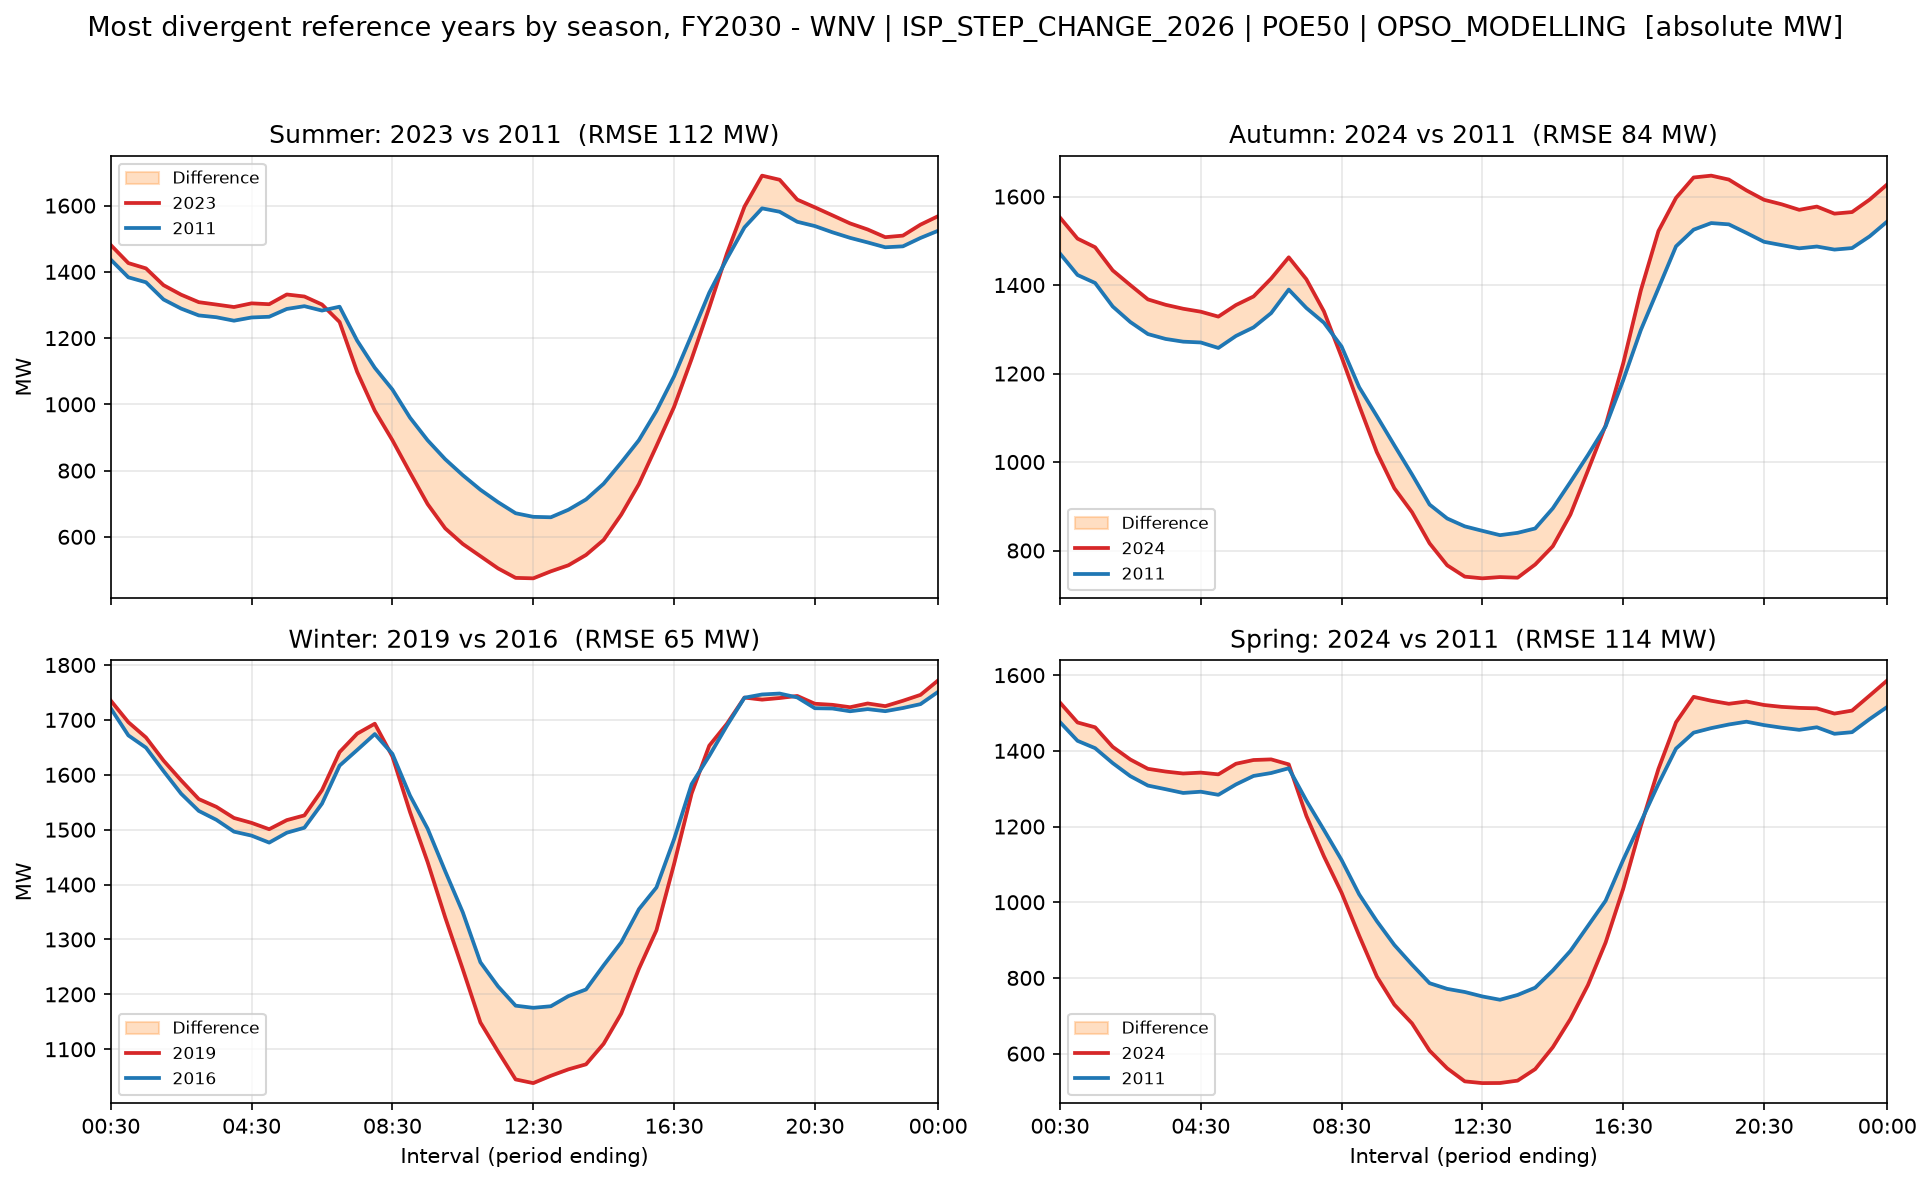 Most divergent reference years by season, FY2030 - WNV | ISP_STEP_CHANGE_2026 | POE50 | OPSO_MODELLING  [absolute MW]
Summer: 2023 vs 2011  (RMSE 112 MW)
Difference
2023
2011
1600
1400
1200
1000
800
600
MW
Autumn: 2024 vs 2011  (RMSE 84 MW)
1600
1400
1200
1000
800
Difference
2024
2011
Winter: 2019 vs 2016  (RMSE 65 MW)
1800
1700
1600
1500
1400
1300
1200
1100
MW
Difference
2019
2016
00:30 04:30 08:30 12:30 16:30 20:30 00:00
Interval (period ending)
Spring: 2024 vs 2011  (RMSE 114 MW)
1600
1400
1200
1000
800
600
Difference
2024
2011
00:30 04:30 08:30 12:30 16:30 20:30 00:00
Interval (period ending)